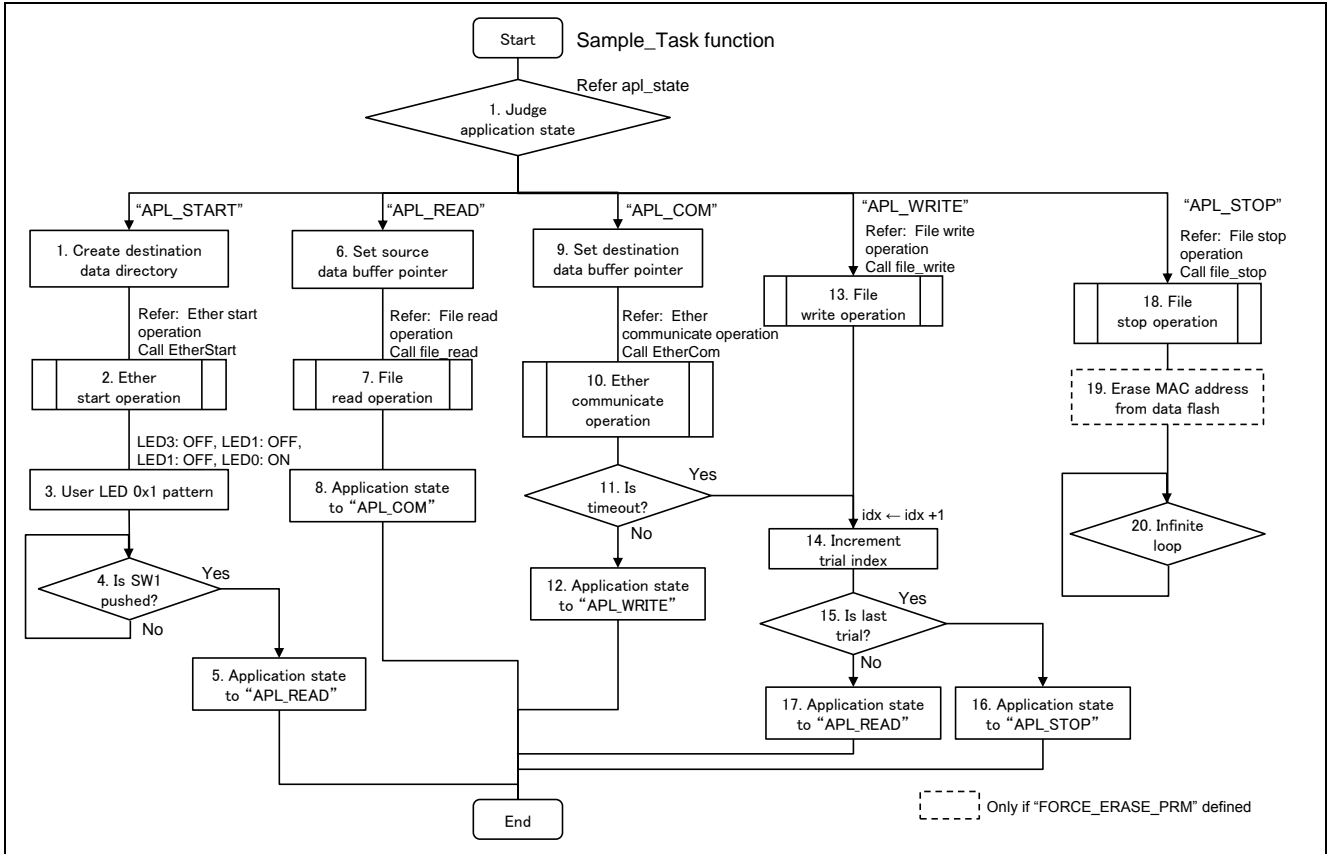 Start
Sample_Task function
Refer apl_state
1. Judge
application state
“APL_START”
“APL_READ”
“APL_COM”
“APL_WRITE”
“APL_STOP”
1. Create destination
data directory
Refer: Ether start
operation
Call EtherStart
2. Ether
start operation
LED3: OFF, LED1: OFF,
LED1: OFF, LED0: ON
3. User LED 0x1 pattern
4. Is SW1
pushed?
Yes
No
5. Application state
to “APL_READ”
6. Set source
data buffer pointer
Refer: File read
operation
Call file_read
7. File
read operation
8. Application state
to “APL_COM”
9. Set destination
data buffer pointer
Refer: Ether
communicate operation
Call EtherCom
10. Ether
communicate
operation
11. Is
timeout?
Yes
No
12. Application state
to “APL_WRITE”
Refer: File write
operation
Call file_write
13. File
write operation
idx ← idx +1
14. Increment
trial index
15. Is last
trial?
Yes
No
17. Application state
to “APL_READ”
16. Application state
to “APL_STOP”
Refer: File stop
operation
Call file_stop
18. File
stop operation
19. Erase MAC address
from data flash
20. Infinite
loop
End
Only if “FORCE_ERASE_PRM” defined